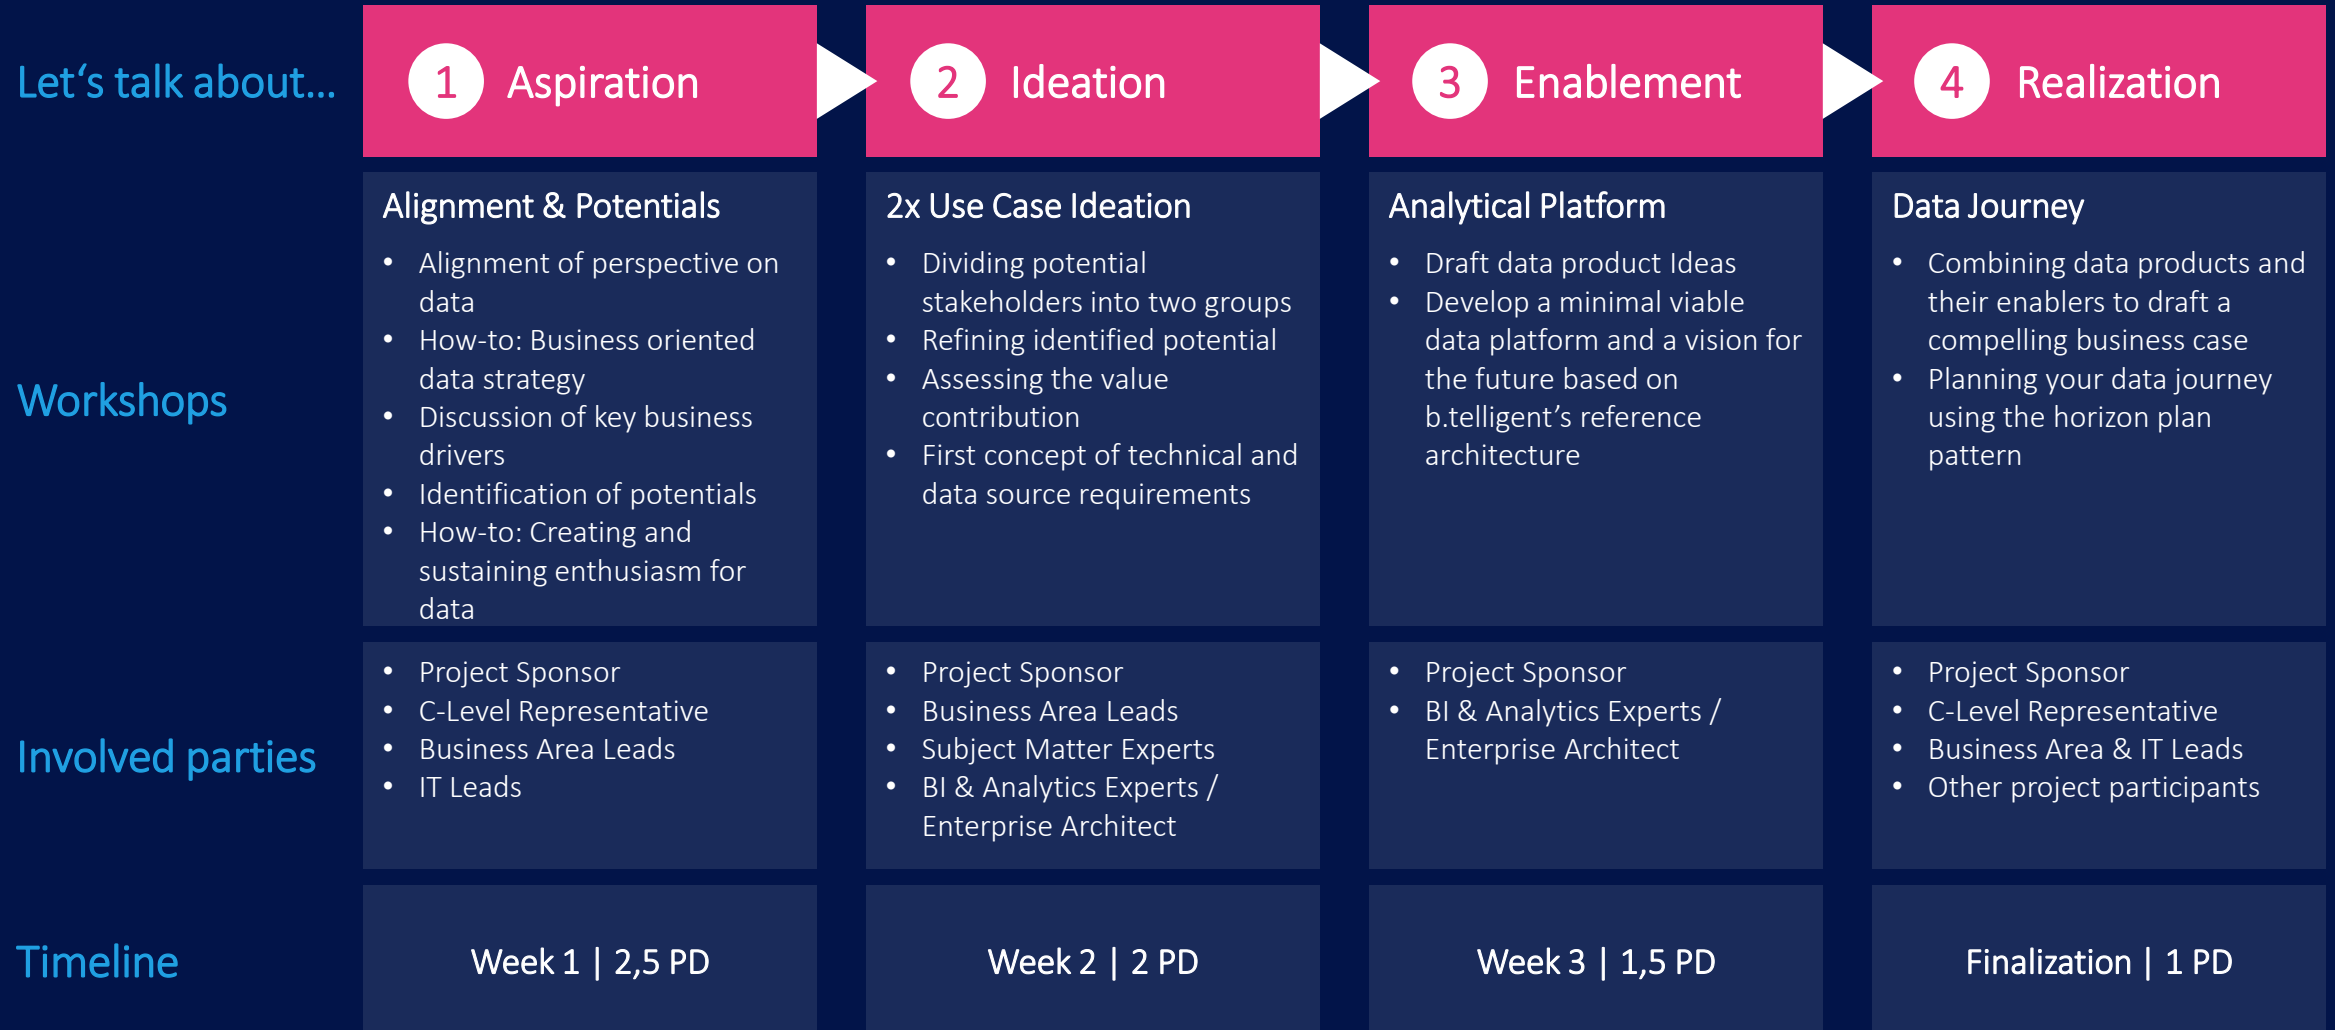 Let‘s talk about...
1 Aspiration
2 Ideation
3 Enablement
4 Realization
Workshops
Alignment & Potentials
• Alignment of perspective on
data
• How-to: Business oriented
data strategy
• Discussion of key business
drivers
• Identification of potentials
• How-to: Creating and
sustaining enthusiasm for
data
2x Use Case Ideation
• Dividing potential
stakeholders into two groups
• Refining identified potential
• Assessing the value
contribution
• First concept of technical and
data source requirements
Analytical Platform
• Draft data product Ideas
• Develop a minimal viable
data platform and a vision for
the future based on
b.telligent’s reference
architecture
Data Journey
• Combining data products and
their enablers to draft a
compelling business case
• Planning your data journey
using the horizon plan
pattern
Involved parties
• Project Sponsor
• C-Level Representative
• Business Area Leads
• IT Leads
• Project Sponsor
• Business Area Leads
• Subject Matter Experts
• BI & Analytics Experts /
Enterprise Architect
• Project Sponsor
• BI & Analytics Experts /
Enterprise Architect
• Project Sponsor
• C-Level Representative
• Business Area & IT Leads
• Other project participants
Timeline
Week 1 | 2,5 PD
Week 2 | 2 PD
Week 3 | 1,5 PD
Finalization | 1 PD